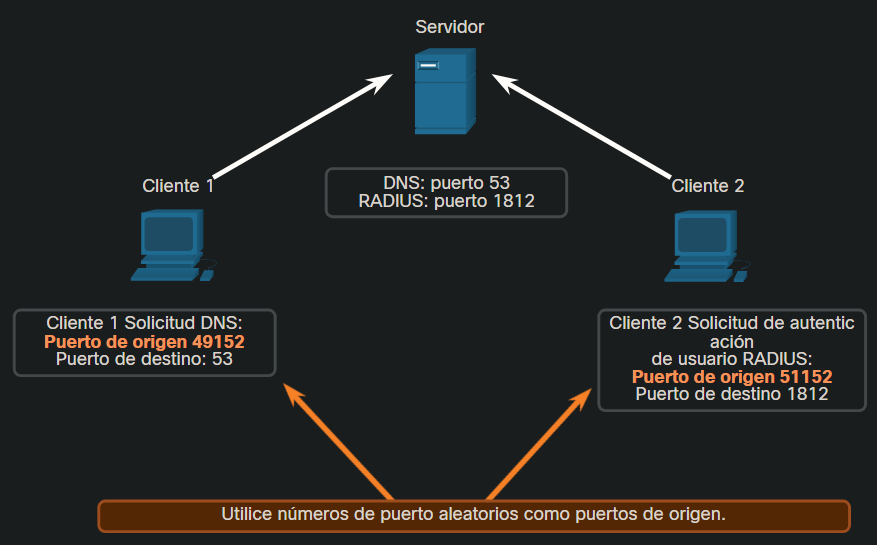 Servidor
Cliente 1
DNS: puerto 53
RADIUS: puerto 1812
Cliente 2
Cliente 1 Solicitud DNS:
Puerto de origen 49152
Puerto de destino: 53
Cliente 2 Solicitud de autentic
ación
de usuario RADIUS:
Puerto de origen 51152
Puerto de destino 1812
Utilice números de puerto aleatorios como puertos de origen.